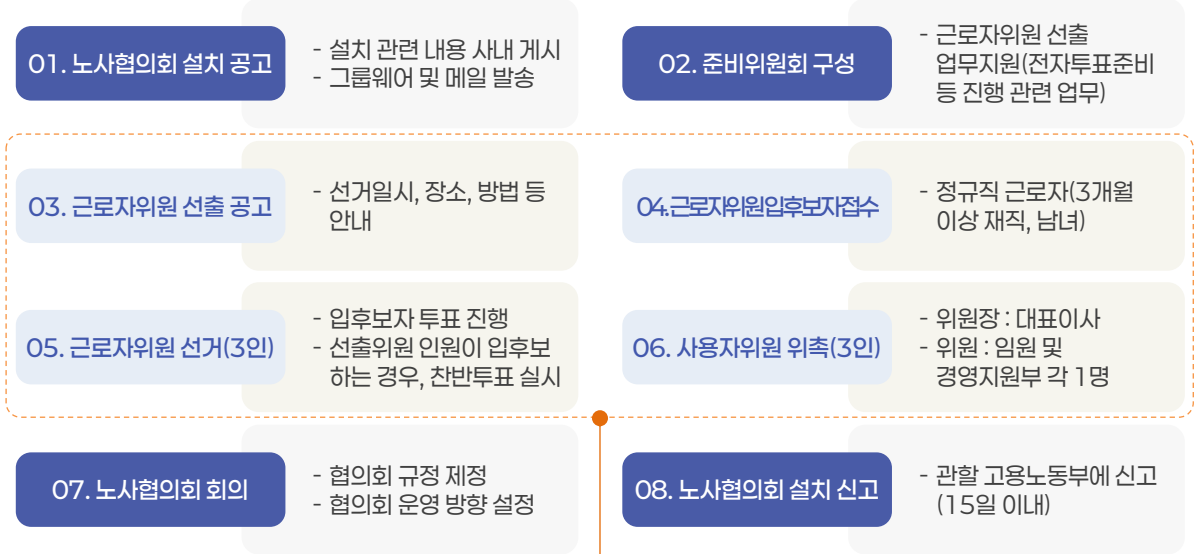 01. 노사협의회 설치 공고
- 설치 관련 내용 사내 게시
- 그룹웨어 및 메일 발송
02. 준비위원회 구성
- 근로자위원 선출
업무지원(전자투표준비
등 진행 관련 업무)
03. 근로자위원 선출 공고
- 선거일시, 장소, 방법 등
안내
04.근로자위원입후보자접수
- 정규직 근로자(3개월
이상 재직, 남녀)
05. 근로자위원 선거(3인)
- 입후보자 투표 진행
- 선출위원 인원이 입후보
하는 경우, 찬반투표 실시
06. 사용자위원 위촉(3인)
- 위원장 : 대표이사
- 위원 : 임원 및
경영지원부 각 1명
07. 노사협의회 회의
- 협의회 규정 제정
- 협의회 운영 방향 설정
08. 노사협의회 설치 신고
- 관할 고용노동부에 신고
(15일 이내)